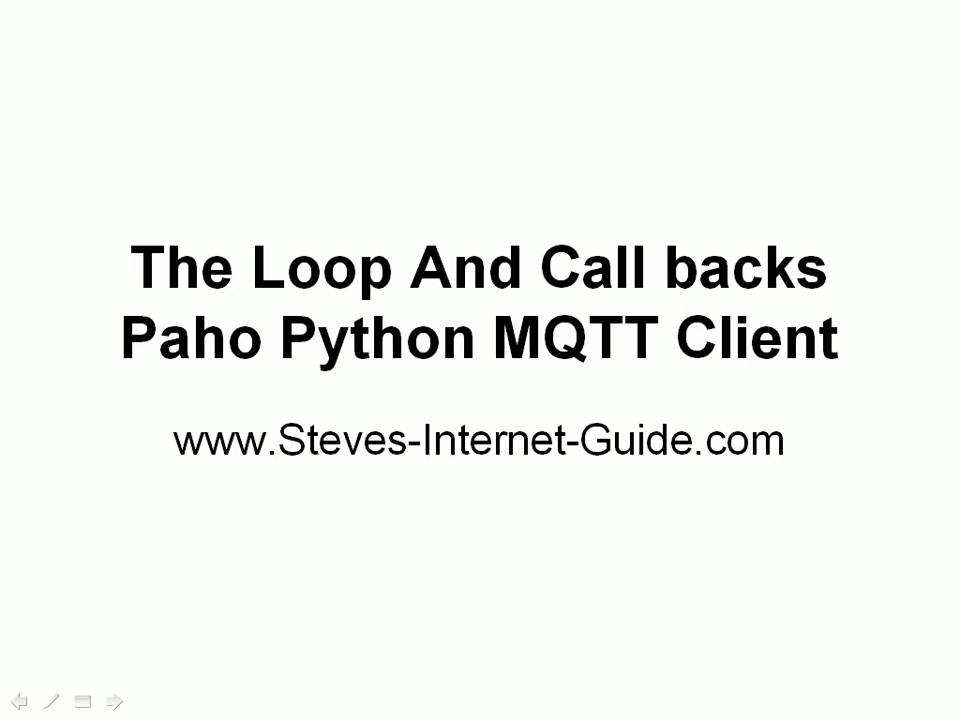 The Loop And Call backs
Paho Python MQTT Client
www.Steves-Internet-Guide.com